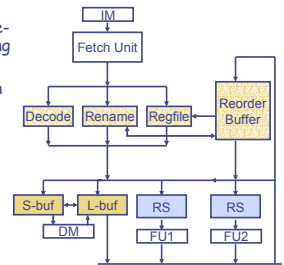 IM
e-
Fetch Unit
Decode
Rename
Regfile
Reorder
Buffer
S-buf
L-buf
RS
RS
DM
FU1
FU2